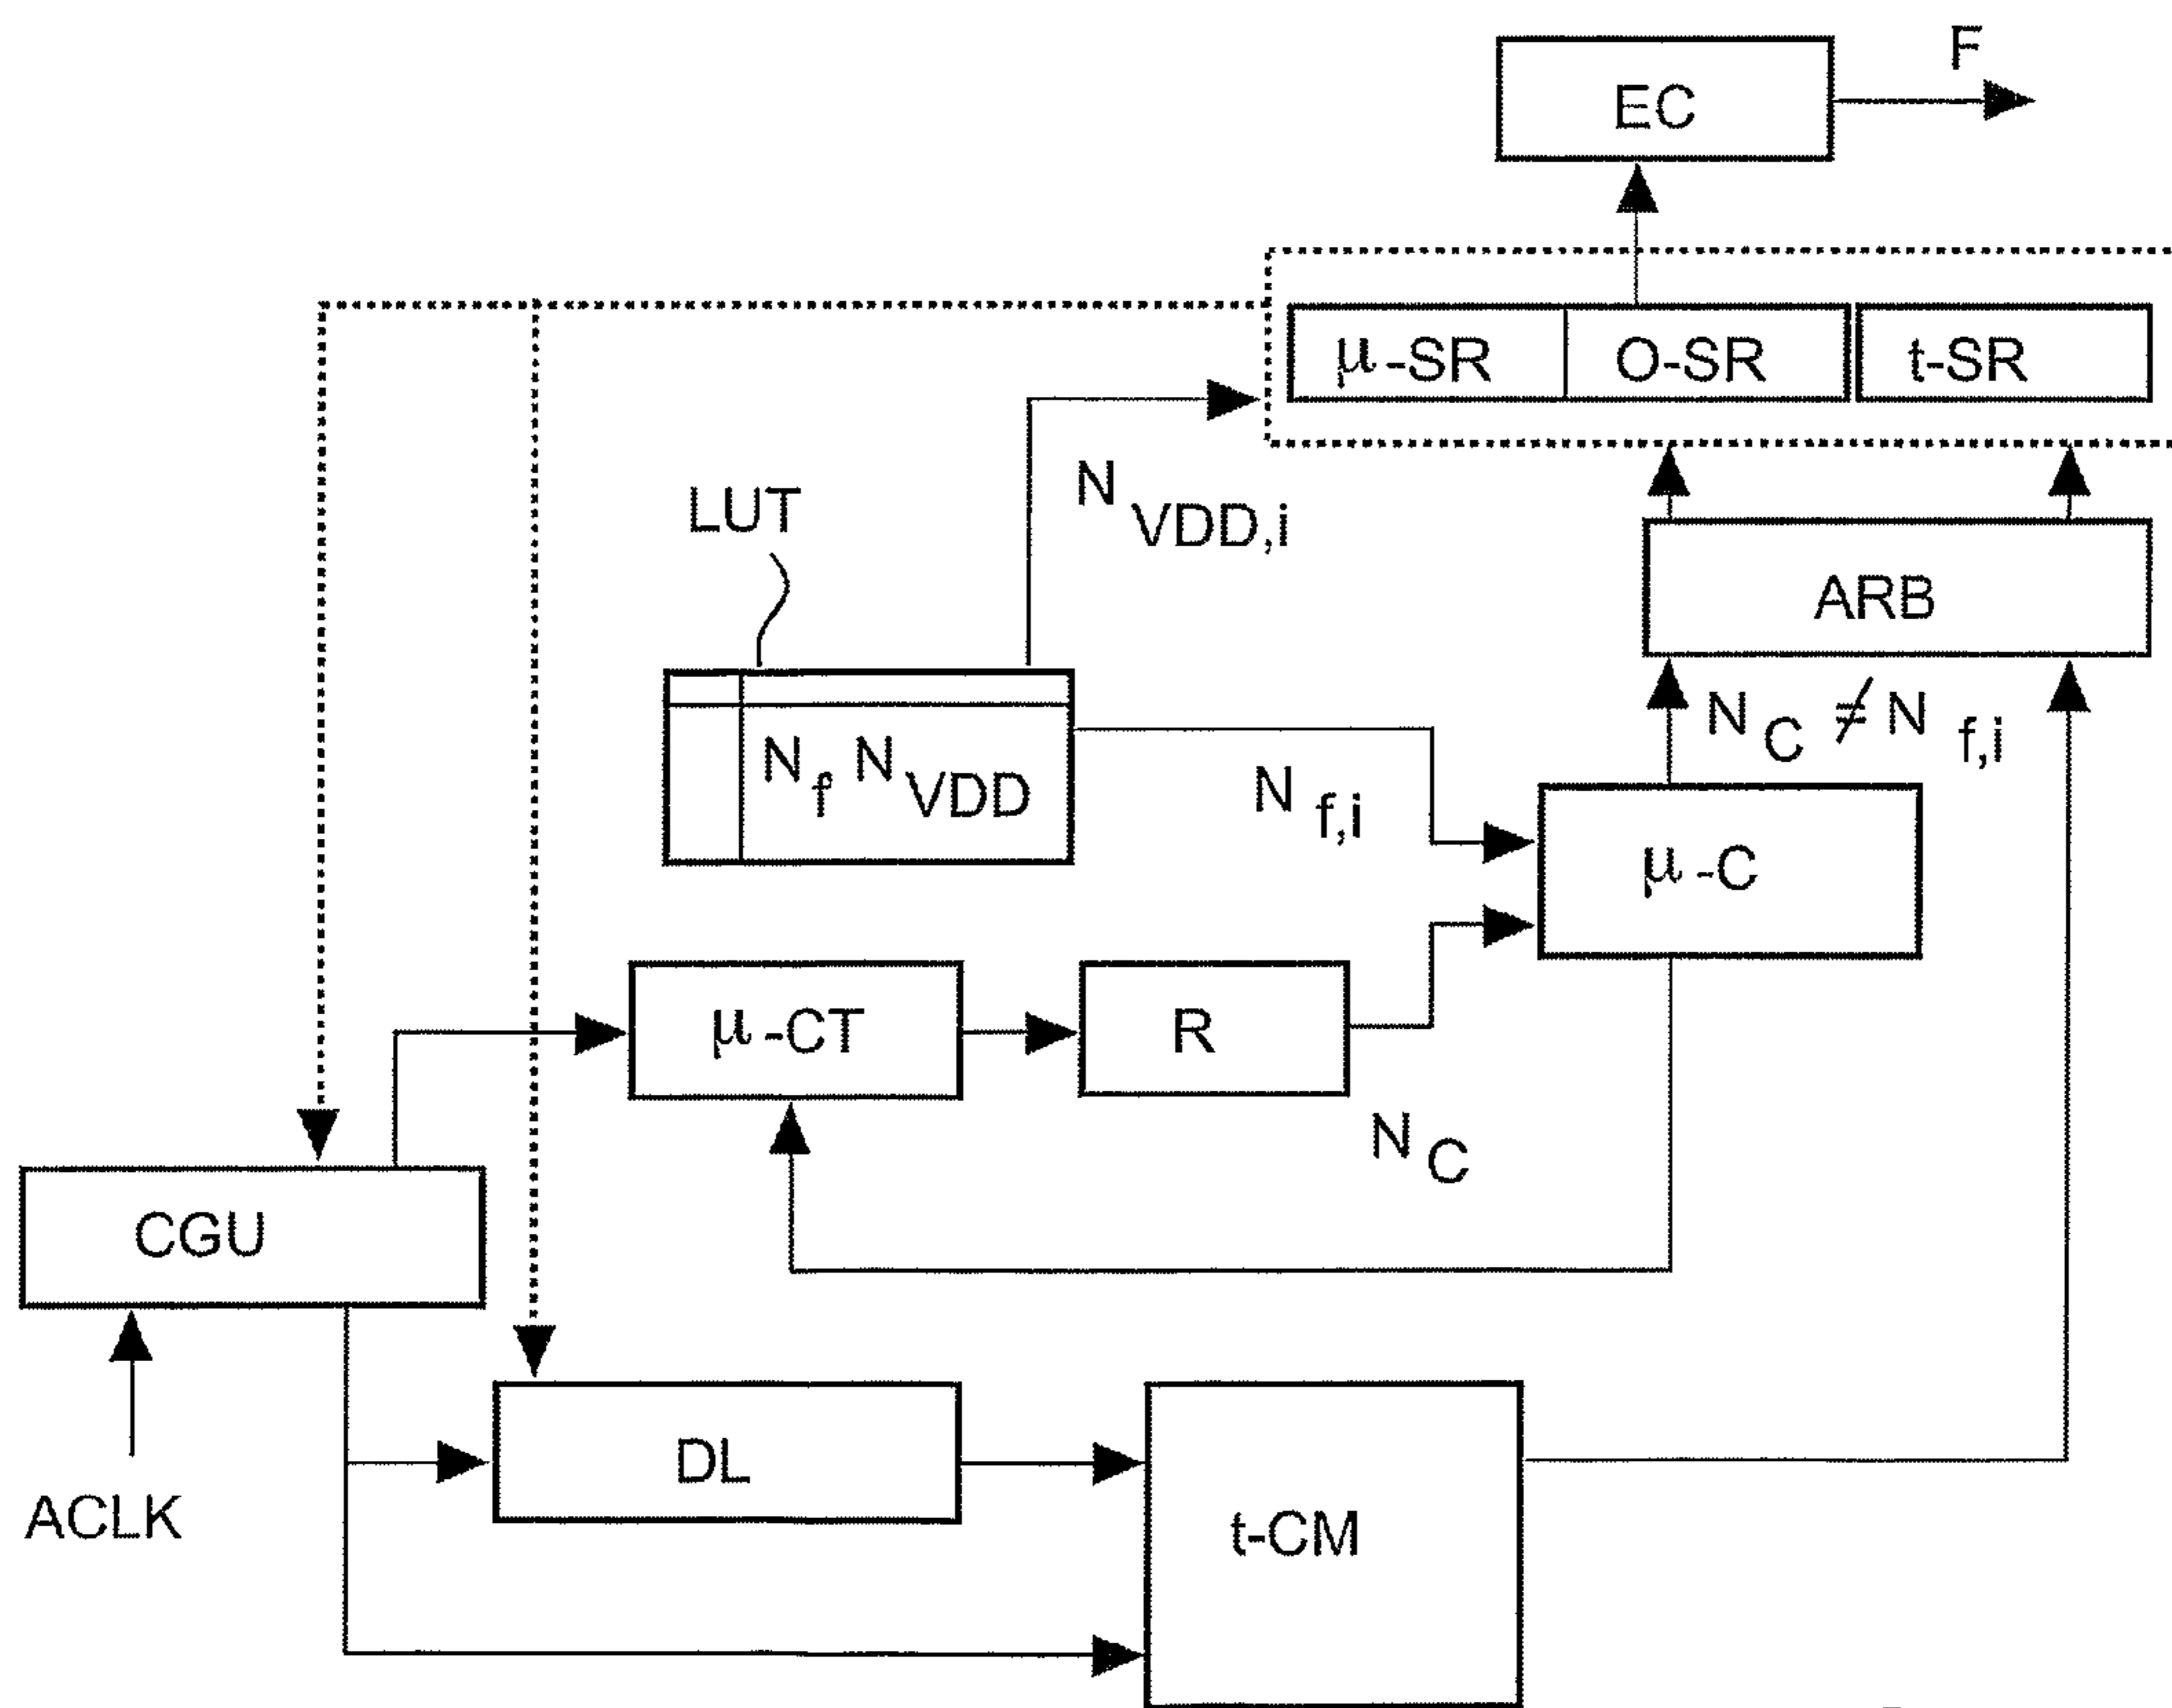 F
EC
μ-SR
O-SR
t-SR
N VDD,i
LUT
ARB
N C ≠ N f,i
N f N VDD
N f,i
μ-C
μ-CT
R
N C
CGU
DL
ACLK
t-CM